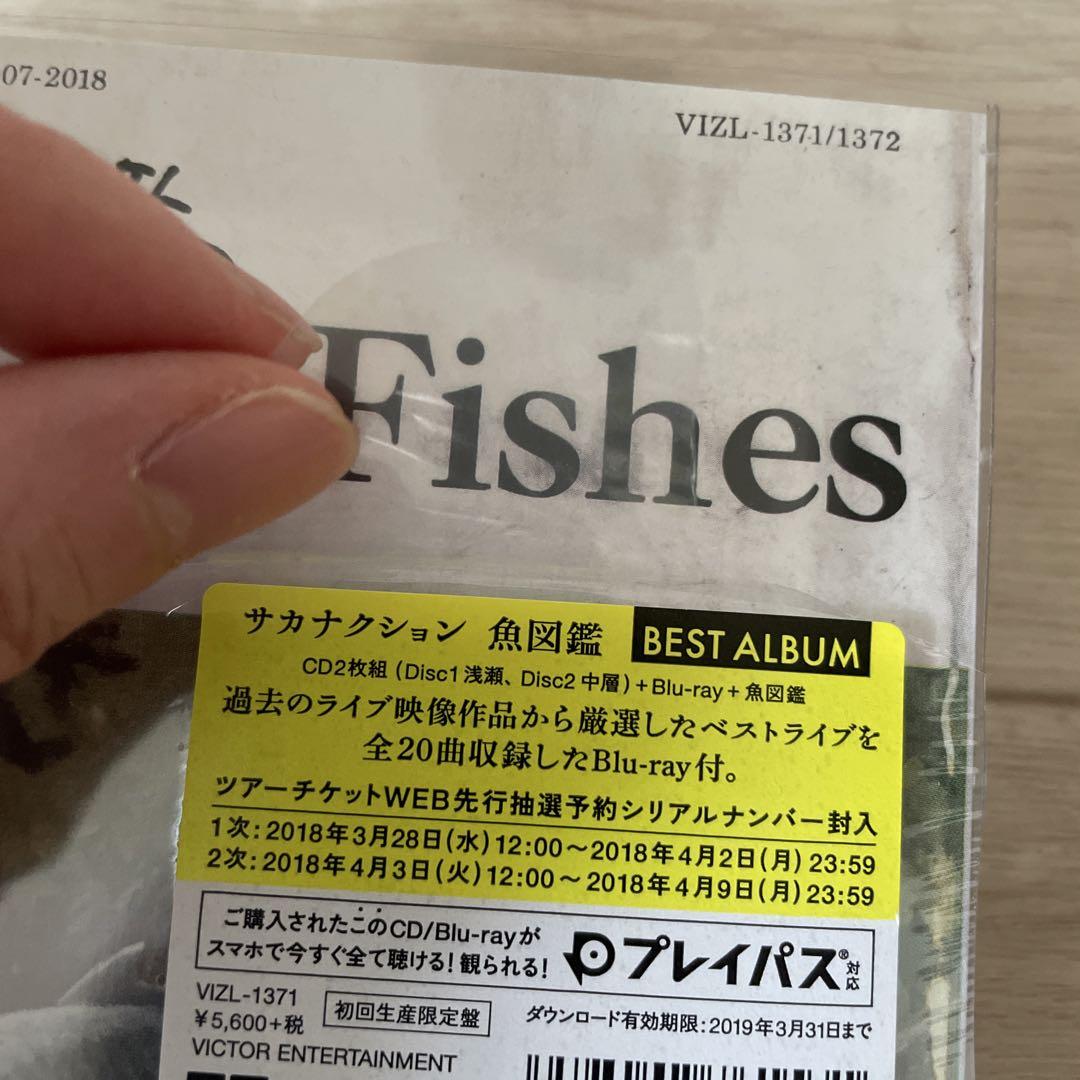 07-2018
VIZL-1371/1372
Fishes
サカナクション 魚図鑑 BEST ALBUM
CD2枚組(Disc1 浅瀬、Disc2 中層)+Blu-ray+魚図鑑
過去のライブ映像作品から厳選したベストライブを
全20曲収録したBlu-ray付。
ツアーチケットWEB先行抽選予約シリアルナンバー封入
1次:2018年3月28日(水)12:00〜2018年4月2日(月)23:59
2次:2018年4月3日(火)12:00〜2018年4月9日(月)23:59
ご購入されたこのCD/Blu-rayが
スマホで今すぐ全て聴ける!観られる!
プレイパス®対応
VIZL-1371
¥5,600+税
初回生産限定盤
ダウンロード有効期限:2019年3月31日まで
VICTOR ENTERTAINMENT